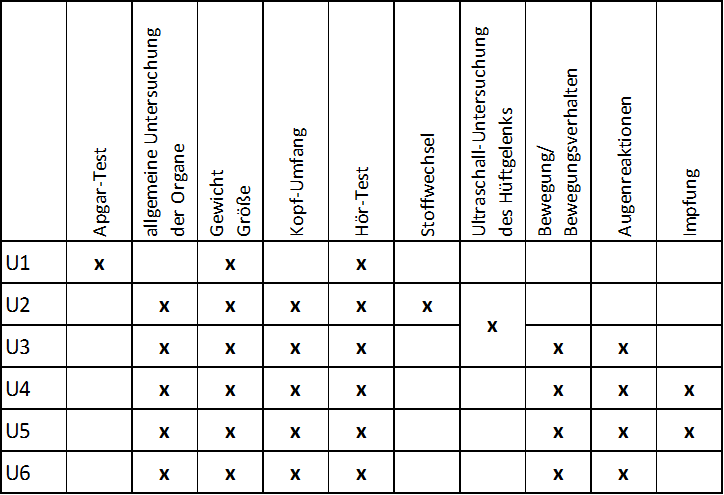 Apgar-Test
allgemeine Untersuchung
der Organe
Gewicht
Größe
Kopf-Umfang
Hör-Test
Stoffwechsel
Ultraschall-Untersuchung
des Hüftgelenks
Bewegung/
Bewegungsverhalten
Augenreaktionen
Impfung
U1 x x x
U2 x x x x x x
U3 x x x x x x
U4 x x x x x x x
U5 x x x x x x x
U6 x x x x x x